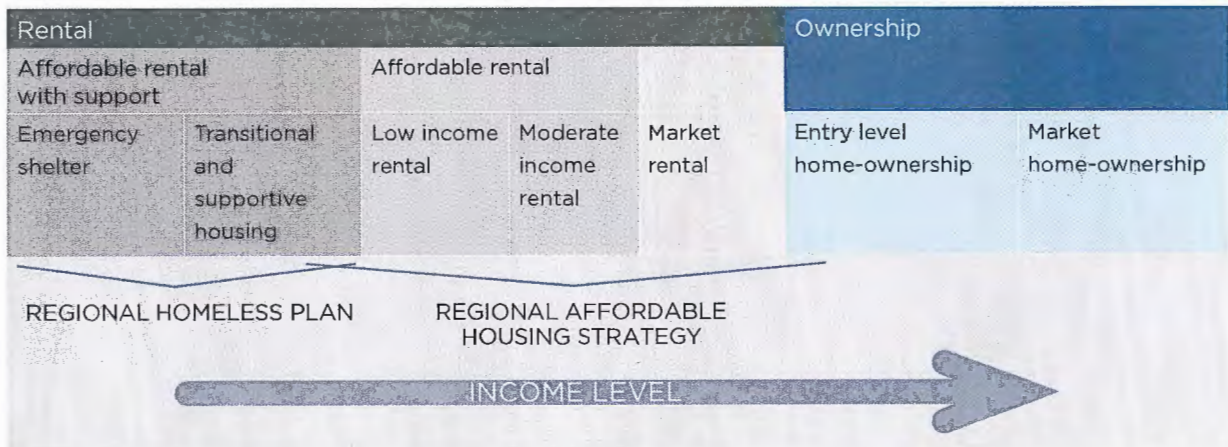 Rental
Ownership
Affordable rental
with support
Affordable rental
Emergency
shelter
Transitional
and
supportive
housing
Low income
rental
Moderate
income
rental
Market
rental
Entry level
home-ownership
Market
home-ownership
REGIONAL HOMELESS PLAN
REGIONAL AFFORDABLE
HOUSING STRATEGY
INCOME LEVEL